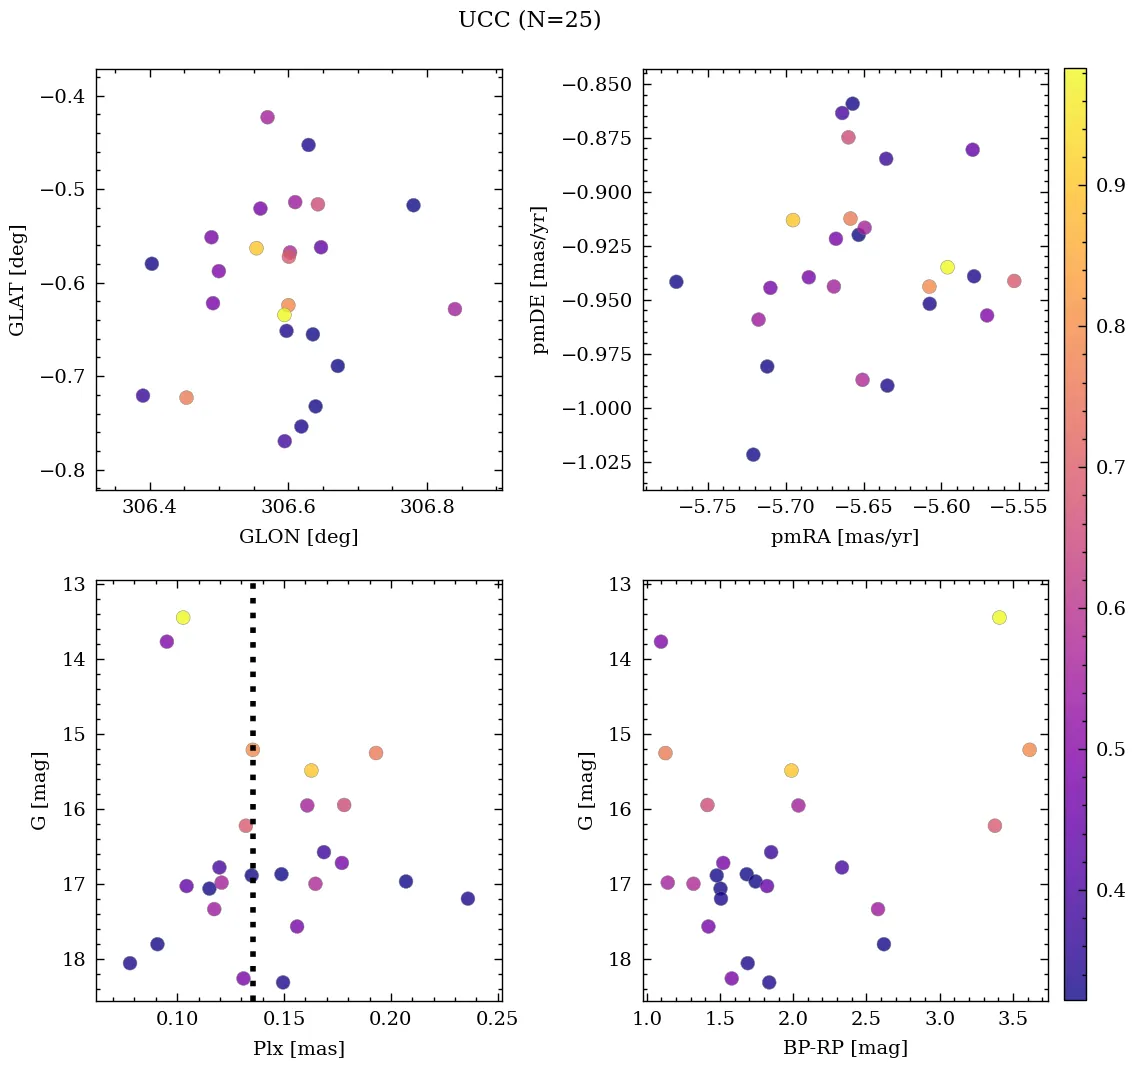 UCC (N=25)
−0.4
−0.5
−0.6
−0.7
−0.8
GLAT [deg]
306.4 306.6 306.8
GLON [deg]
−0.850
−0.875
−0.900
−0.925
−0.950
−0.975
−1.000
−1.025
pmDE [mas/yr]
−5.75 −5.70 −5.65 −5.60 −5.55
pmRA [mas/yr]
13
14
15
16
17
18
G [mag]
0.10 0.15 0.20 0.25
Plx [mas]
13
14
15
16
17
18
G [mag]
1.0 1.5 2.0 2.5 3.0 3.5
BP-RP [mag]
0.9
0.8
0.7
0.6
0.5
0.4